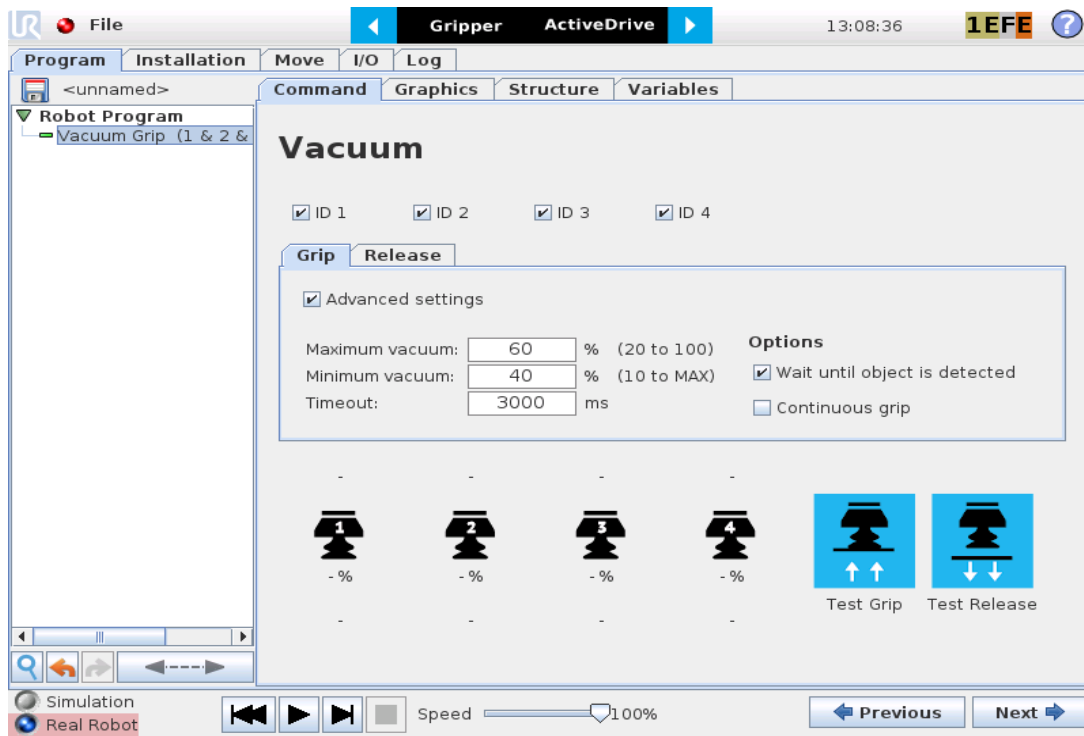 UR File Gripper ActiveDrive 13:08:36 1EFE ?
Program Installation Move I/O Log
<unnamed> Command Graphics Structure Variables
Robot Program
Vacuum Grip (1 & 2 &
Vacuum
ID 1 ID 2 ID 3 ID 4
Grip Release
Advanced settings
Maximum vacuum: 60 % (20 to 100)
Minimum vacuum: 40 % (10 to MAX)
Timeout: 3000 ms
Options
Wait until object is detected
Continuous grip
- - - -
1 2 3 4
- % - % - % - %
Test Grip Test Release
- - - -
Simulation
Real Robot
Speed 100%
Previous Next